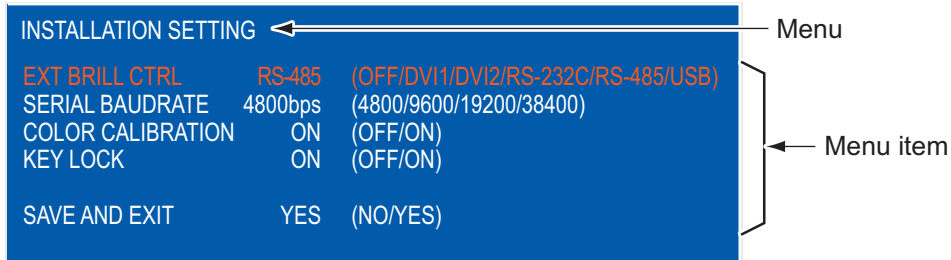 INSTALLATION SETTING
Menu
EXT BRILL CTRL RS-485 (OFF/DVI1/DVI2/RS-232C/RS-485/USB)
SERIAL BAUDRATE 4800bps (4800/9600/19200/38400)
COLOR CALIBRATION ON (OFF/ON)
KEY LOCK ON (OFF/ON)
Menu item
SAVE AND EXIT YES (NO/YES)